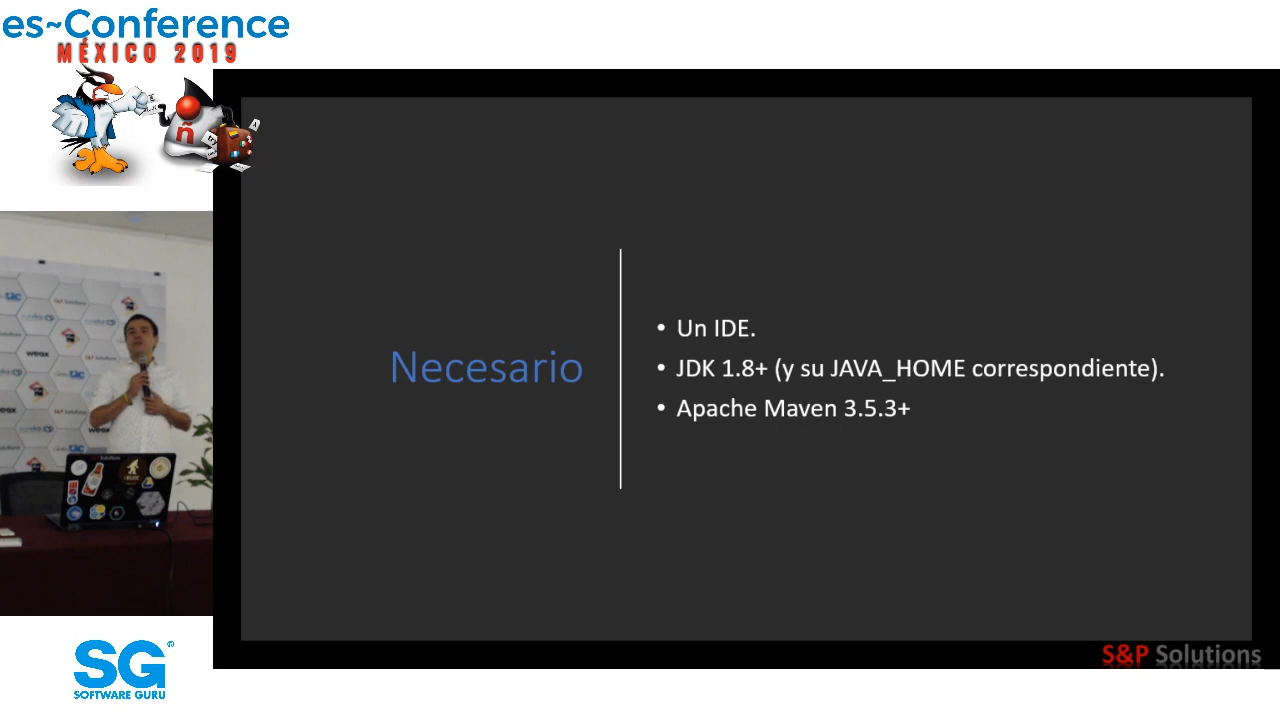 es~Conference
MÉXICO 2019
ñ
Necesario
• Un IDE.
• JDK 1.8+ (y su JAVA_HOME correspondiente).
• Apache Maven 3.5.3+
weax
SG®
SOFTWARE GURU
S&P Solutions